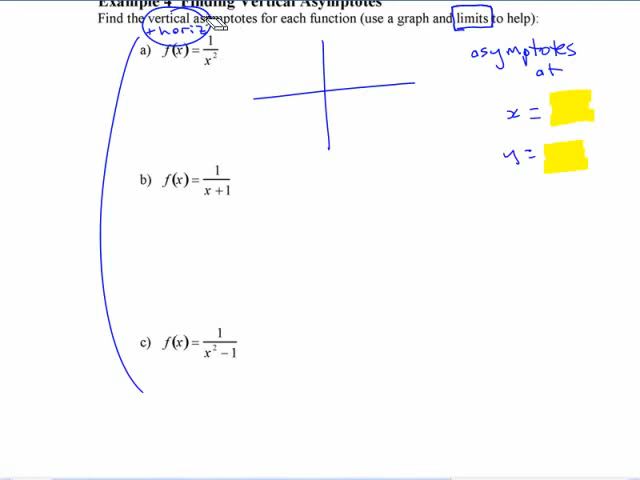 Example 4 Finding Vertical Asymptotes
Find the vertical asymptotes for each function (use a graph and limits to help):
+ horiz
a) f(x) = 1/x²
asymptotes
at
x =
y =
b) f(x) = 1/(x + 1)
c) f(x) = 1/(x² − 1)